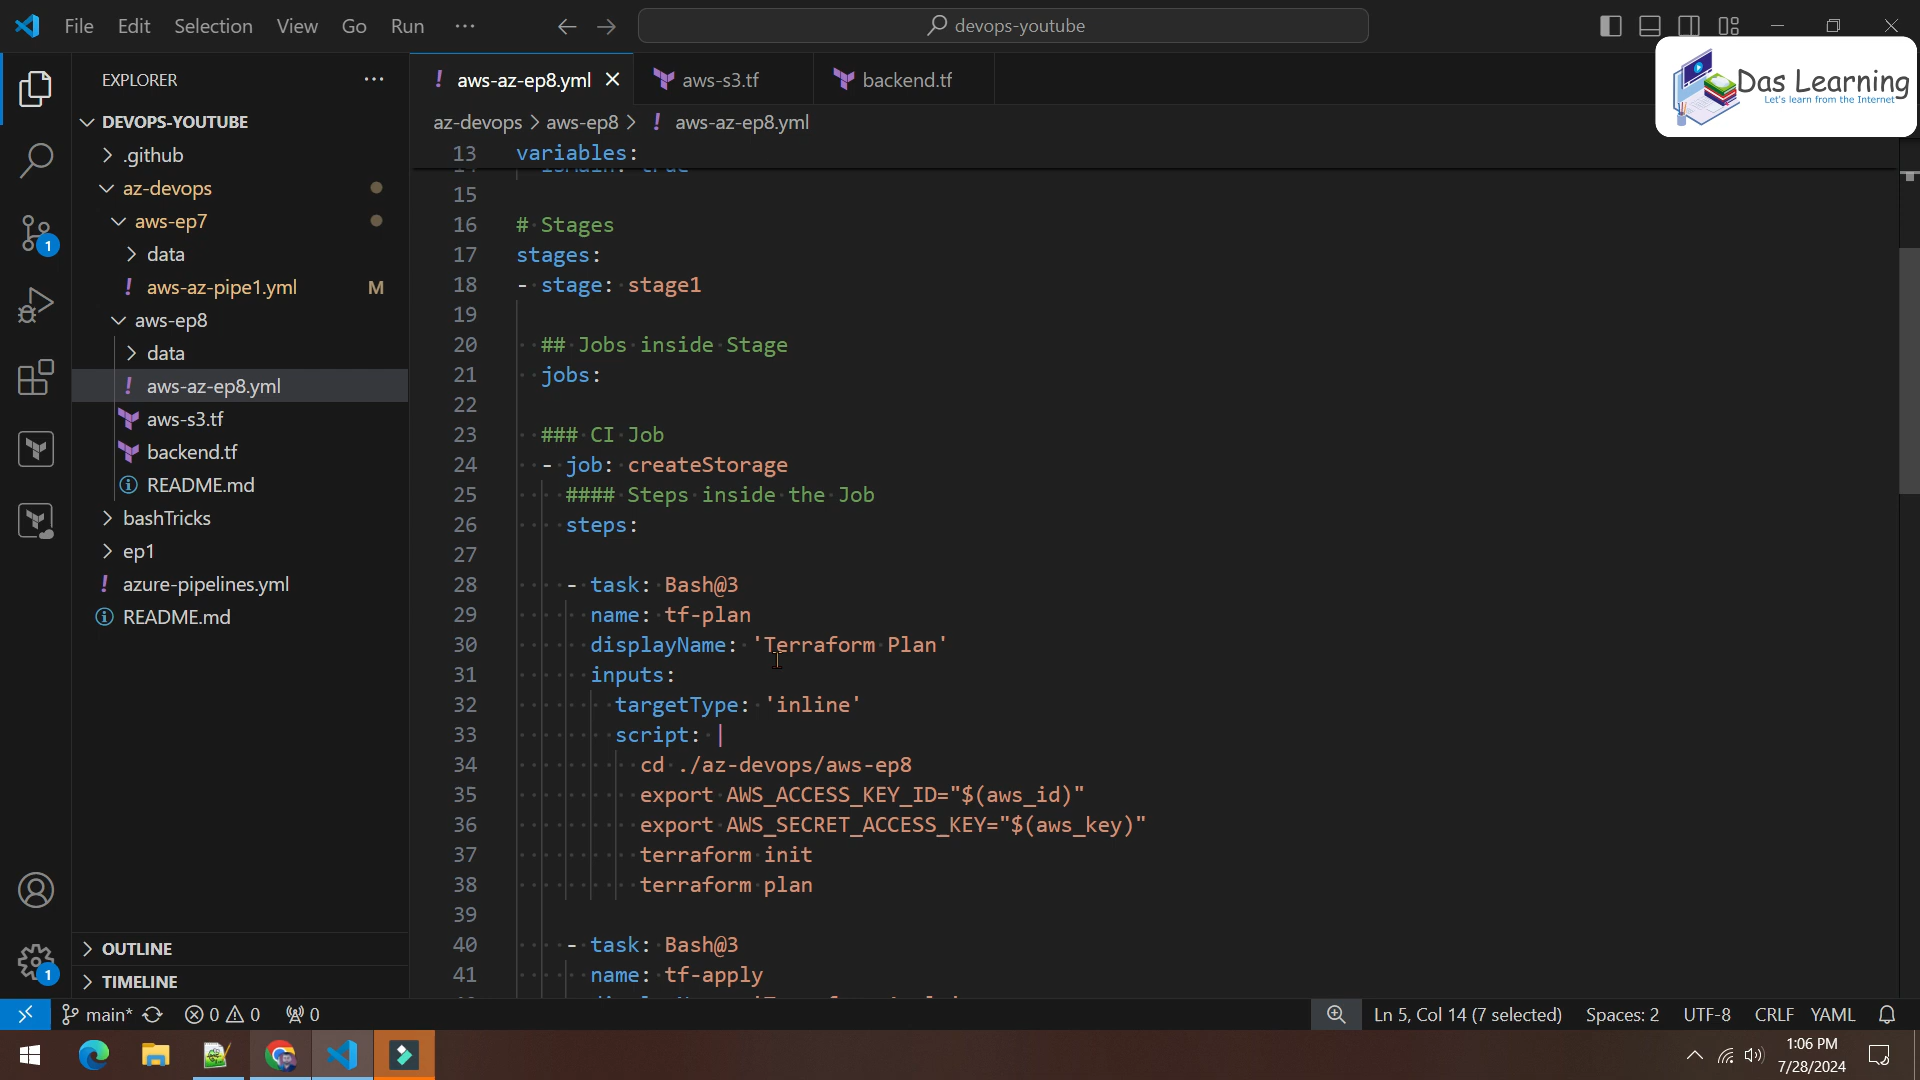 File Edit Selection View Go Run ···
devops-youtube
EXPLORER ···
aws-az-ep8.yml
aws-s3.tf
backend.tf
Das Learning
Let's learn from the Internet
az-devops > aws-ep8 > ! aws-az-ep8.yml
DEVOPS-YOUTUBE
.github
az-devops
aws-ep7
data
! aws-az-pipe1.yml M
aws-ep8
data
! aws-az-ep8.yml
aws-s3.tf
backend.tf
README.md
bashTricks
ep1
! azure-pipelines.yml
README.md
OUTLINE
TIMELINE
1
1
13 variables:
isMain: true
15
16 # Stages
17 stages:
18 - stage: stage1
19
20 ## Jobs inside Stage
21 jobs:
22
23 ### CI Job
24 - job: createStorage
25 #### Steps inside the Job
26 steps:
27
28 - task: Bash@3
29 name: tf-plan
30 displayName: 'Terraform Plan'
31 inputs:
32 targetType: 'inline'
33 script: |
34 cd ./az-devops/aws-ep8
35 export AWS_ACCESS_KEY_ID="$(aws_id)"
36 export AWS_SECRET_ACCESS_KEY="$(aws_key)"
37 terraform init
38 terraform plan
39
40 - task: Bash@3
41 name: tf-apply
main* 0 0 0
Ln 5, Col 14 (7 selected) Spaces: 2 UTF-8 CRLF YAML
1:06 PM
7/28/2024